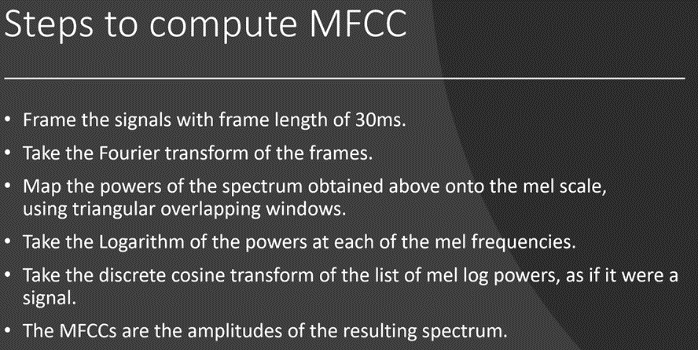 Steps to compute MFCC
• Frame the signals with frame length of 30ms.
• Take the Fourier transform of the frames.
• Map the powers of the spectrum obtained above onto the mel scale,
using triangular overlapping windows.
• Take the Logarithm of the powers at each of the mel frequencies.
• Take the discrete cosine transform of the list of mel log powers, as if it were a
signal.
• The MFCCs are the amplitudes of the resulting spectrum.